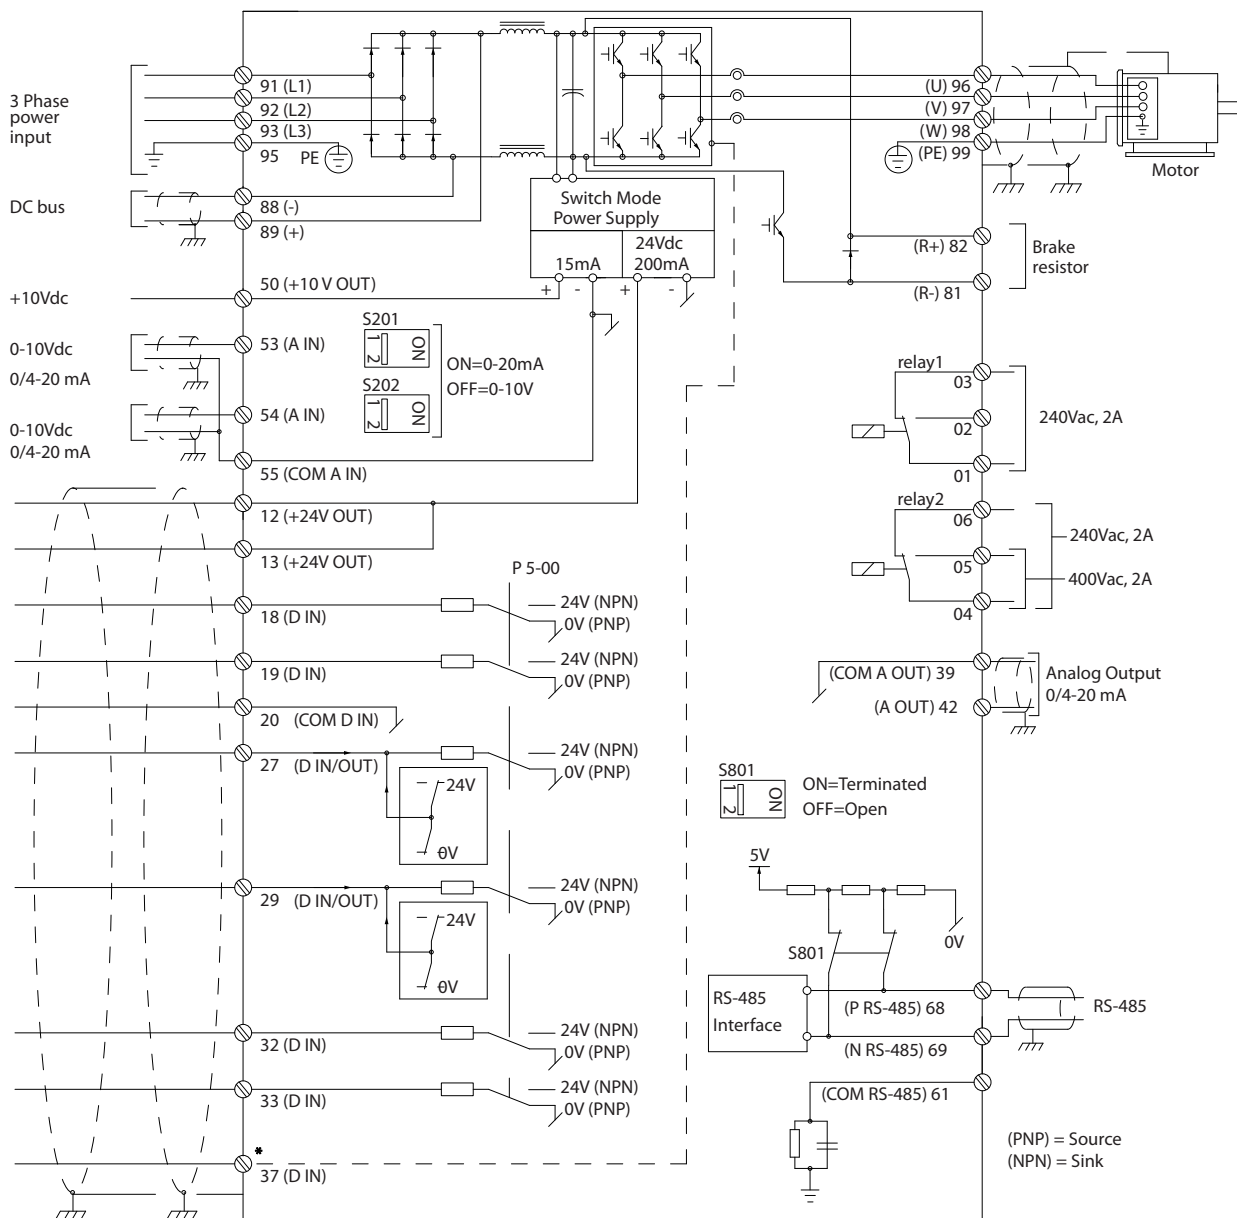 3 Phase
power
input
91 (L1)
92 (L2)
93 (L3)
95 PE
DC bus
88 (-)
89 (+)
+10Vdc
50 (+10 V OUT)
0-10Vdc
0/4-20 mA
53 (A IN)
0-10Vdc
0/4-20 mA
54 (A IN)
55 (COM A IN)
12 (+24V OUT)
13 (+24V OUT)
18 (D IN)
19 (D IN)
20 (COM D IN)
27 (D IN/OUT)
24V
0V
29 (D IN/OUT)
24V
0V
32 (D IN)
33 (D IN)
*
37 (D IN)
S201
1 2 ON
S202
1 2 ON
ON=0-20mA
OFF=0-10V
Switch Mode
Power Supply
24Vdc
15mA 200mA
+ - + -
P 5-00
24V (NPN)
0V (PNP)
24V (NPN)
0V (PNP)
24V (NPN)
0V (PNP)
24V (NPN)
0V (PNP)
24V (NPN)
0V (PNP)
24V (NPN)
0V (PNP)
(U) 96
(V) 97
(W) 98
(PE) 99
Motor
(R+) 82
(R-) 81
Brake
resistor
relay1
03
02
01
240Vac, 2A
relay2
06
05
04
240Vac, 2A
400Vac, 2A
(COM A OUT) 39
(A OUT) 42
Analog Output
0/4-20 mA
S801
1 2 ON
ON=Terminated
OFF=Open
5V
S801
0V
RS-485
Interface
(P RS-485) 68
(N RS-485) 69
RS-485
(COM RS-485) 61
(PNP) = Source
(NPN) = Sink